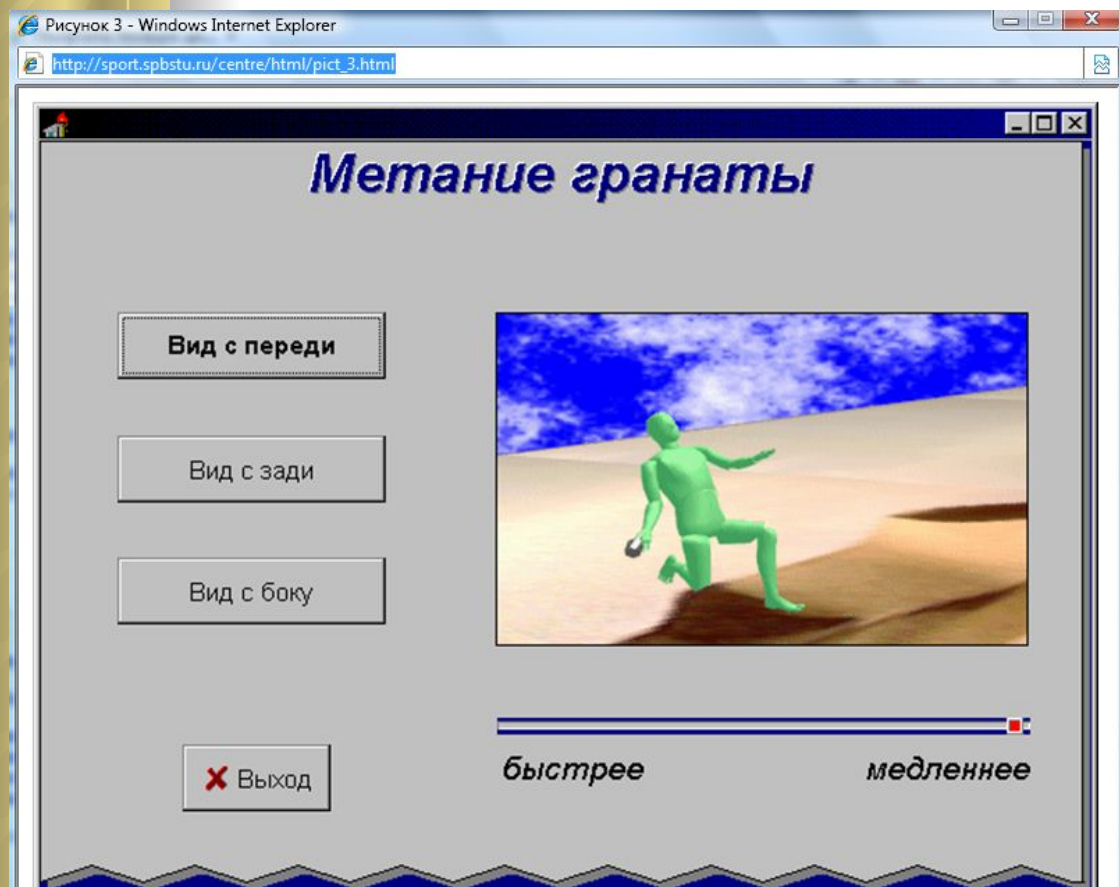 Рисунок 3 - Windows Internet Explorer
http://sport.spbstu.ru/centre/html/pict_3.html
Метание гранаты
Вид с переди
Вид с зади
Вид с боку
Выход
быстрее медленнее